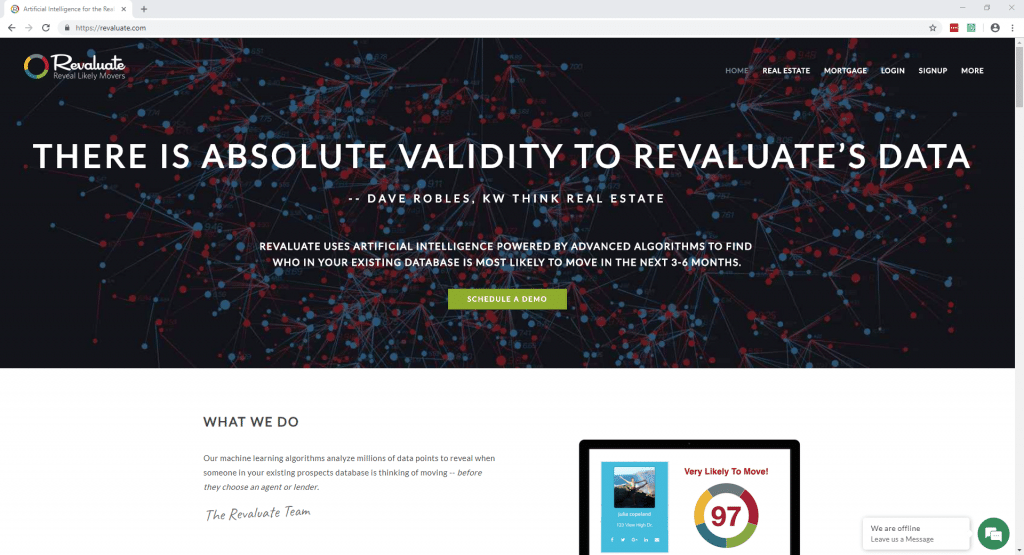 Artificial Intelligence for the Real
https://revaluate.com
Revaluate
Reveal Likely Movers
HOME REAL ESTATE MORTGAGE LOGIN SIGNUP MORE
THERE IS ABSOLUTE VALIDITY TO REVALUATE'S DATA
-- DAVE ROBLES, KW THINK REAL ESTATE
REVALUATE USES ARTIFICIAL INTELLIGENCE POWERED BY ADVANCED ALGORITHMS TO FIND
WHO IN YOUR EXISTING DATABASE IS MOST LIKELY TO MOVE IN THE NEXT 3-6 MONTHS.
SCHEDULE A DEMO
WHAT WE DO
Our machine learning algorithms analyze millions of data points to reveal when
someone in your existing prospects database is thinking of moving -- before
they choose an agent or lender.
The Revaluate Team
Very Likely To Move!
97
julia copeland
View High Dr.
We are offline
Leave us a Message